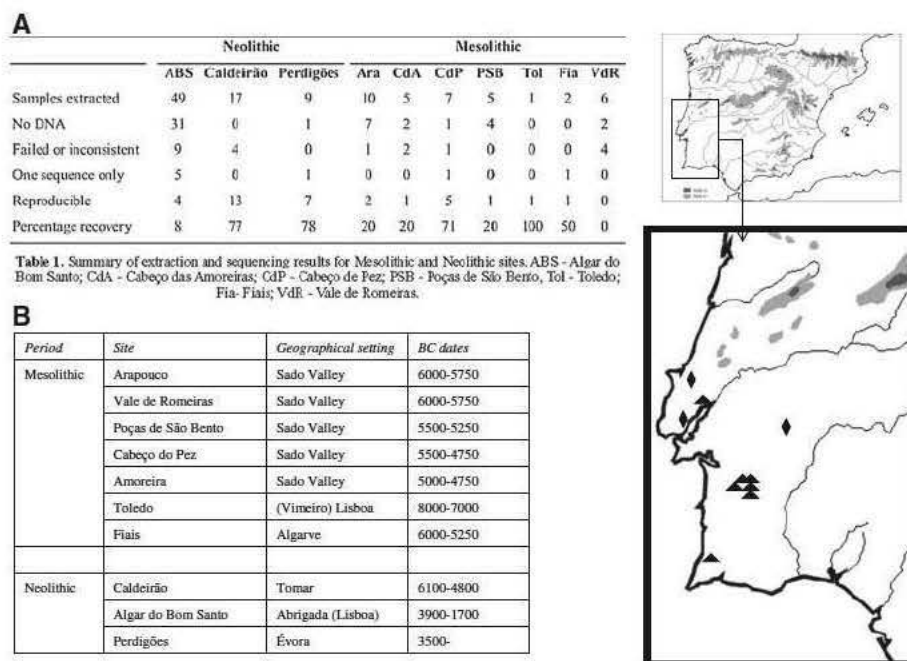 A
Neolithic Mesolithic
ABS Caldeirão Perdigões Ara CdA CdP PSB Tol Fia VdR
Samples extracted 49 17 9 10 5 7 5 1 2 6
No DNA 31 0 1 7 2 1 4 0 0 2
Failed or inconsistent 9 4 0 1 2 1 0 0 0 4
One sequence only 5 0 1 0 0 1 0 0 1 0
Reproducible 4 13 7 2 1 5 1 1 1 0
Percentage recovery 8 77 78 20 20 71 20 100 50 0
Table 1. Summary of extraction and sequencing results for Mesolithic and Neolithic sites. ABS - Algar do
Bom Santo; CdA - Cabeço das Amoreiras; CdP - Cabeço de Pez; PSB - Poças de São Bento, Tol - Toledo;
Fia- Fiais; VdR - Vale de Romeiras.
B
Period Site Geographical setting BC dates
Mesolithic Arapouco Sado Valley 6000-5750
Vale de Romeiras Sado Valley 6000-5750
Poças de São Bento Sado Valley 5500-5250
Cabeço do Pez Sado Valley 5500-4750
Amoreira Sado Valley 5000-4750
Toledo (Vimeiro) Lisboa 8000-7000
Fiais Algarve 6000-5250
Neolithic Caldeirão Tomar 6100-4800
Algar do Bom Santo Abrigada (Lisboa) 3900-1700
Perdigões Évora 3500-